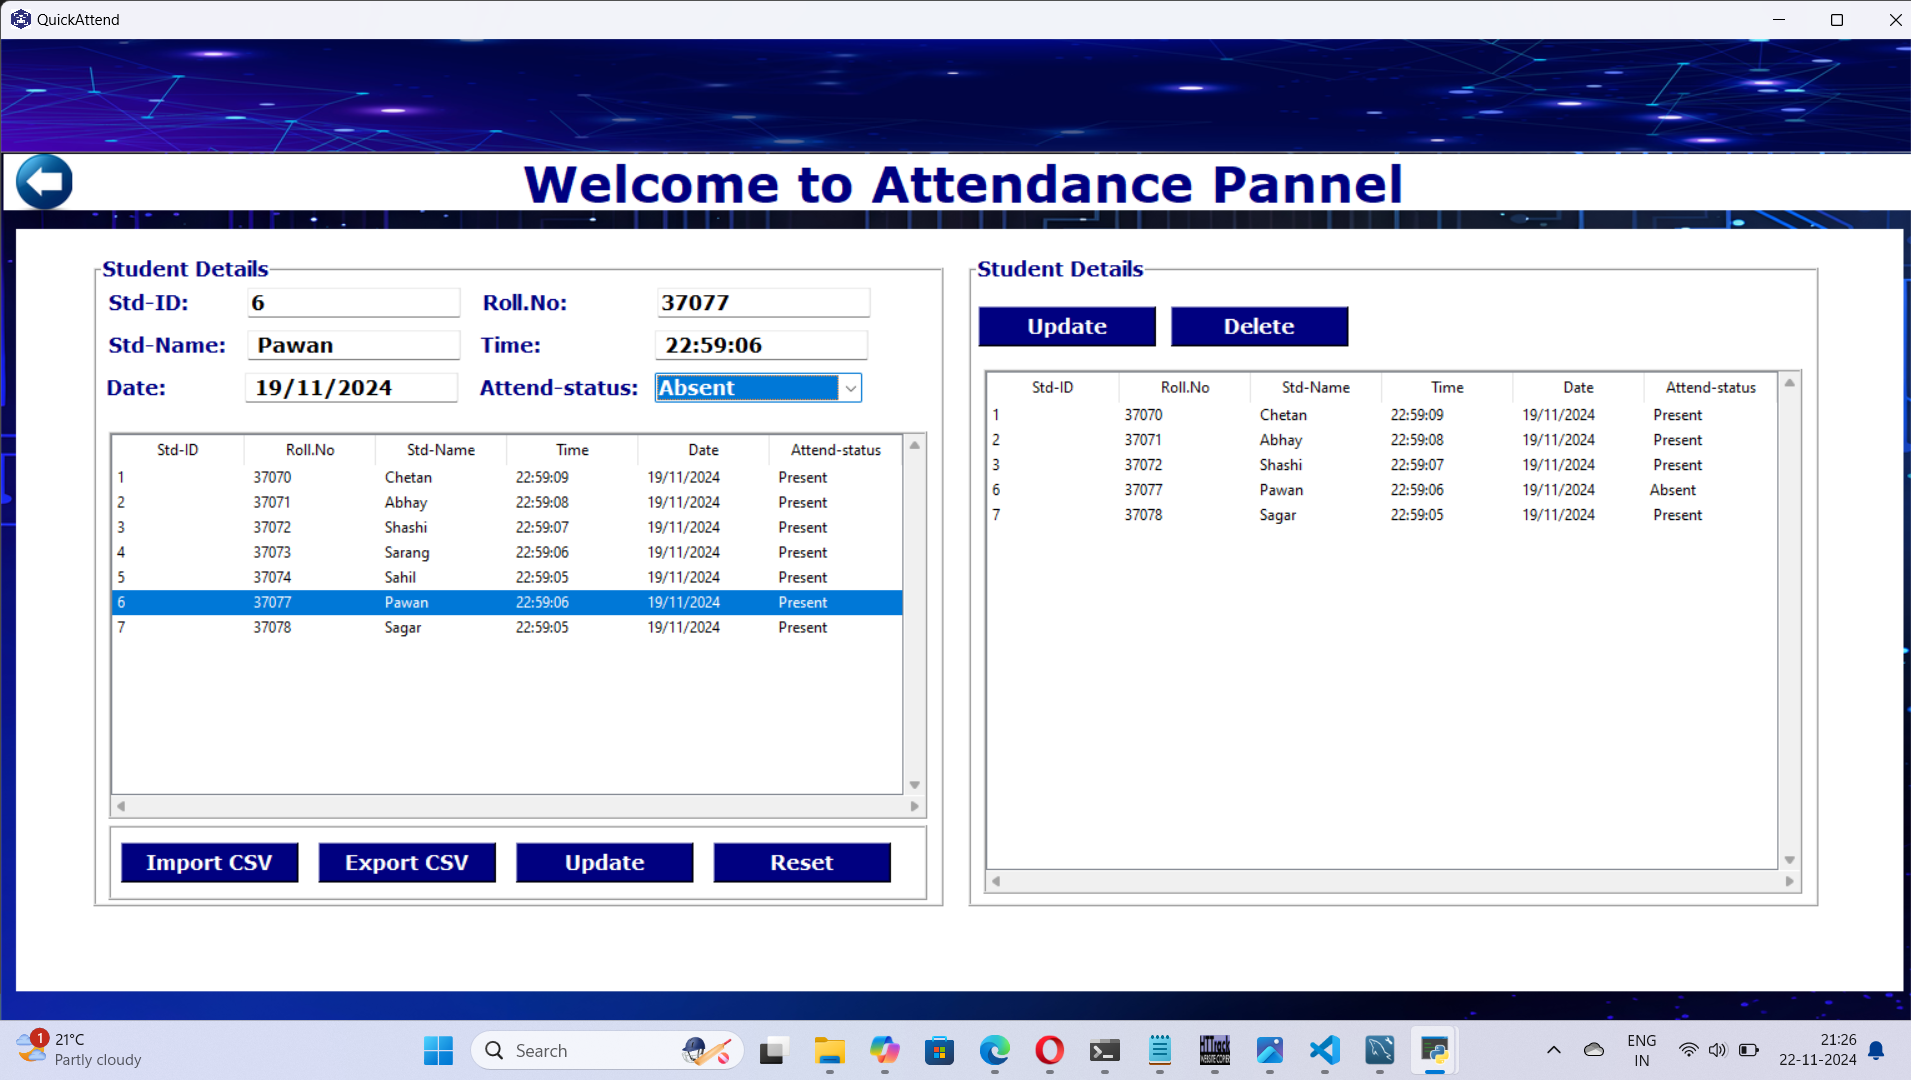 QuickAttend
Welcome to Attendance Pannel
Student Details
Std-ID: 6 Roll.No: 37077
Std-Name: Pawan Time: 22:59:06
Date: 19/11/2024 Attend-status: Absent
Std-ID Roll.No Std-Name Time Date Attend-status
1 37070 Chetan 22:59:09 19/11/2024 Present
2 37071 Abhay 22:59:08 19/11/2024 Present
3 37072 Shashi 22:59:07 19/11/2024 Present
4 37073 Sarang 22:59:06 19/11/2024 Present
5 37074 Sahil 22:59:05 19/11/2024 Present
6 37077 Pawan 22:59:06 19/11/2024 Present
7 37078 Sagar 22:59:05 19/11/2024 Present
Import CSV Export CSV Update Reset
Student Details
Update Delete
Std-ID Roll.No Std-Name Time Date Attend-status
1 37070 Chetan 22:59:09 19/11/2024 Present
2 37071 Abhay 22:59:08 19/11/2024 Present
3 37072 Shashi 22:59:07 19/11/2024 Present
6 37077 Pawan 22:59:06 19/11/2024 Absent
7 37078 Sagar 22:59:05 19/11/2024 Present
1
21°C
Partly cloudy
Search
HTTrack
WEBSITE COPIER
ENG
IN
21:26
22-11-2024